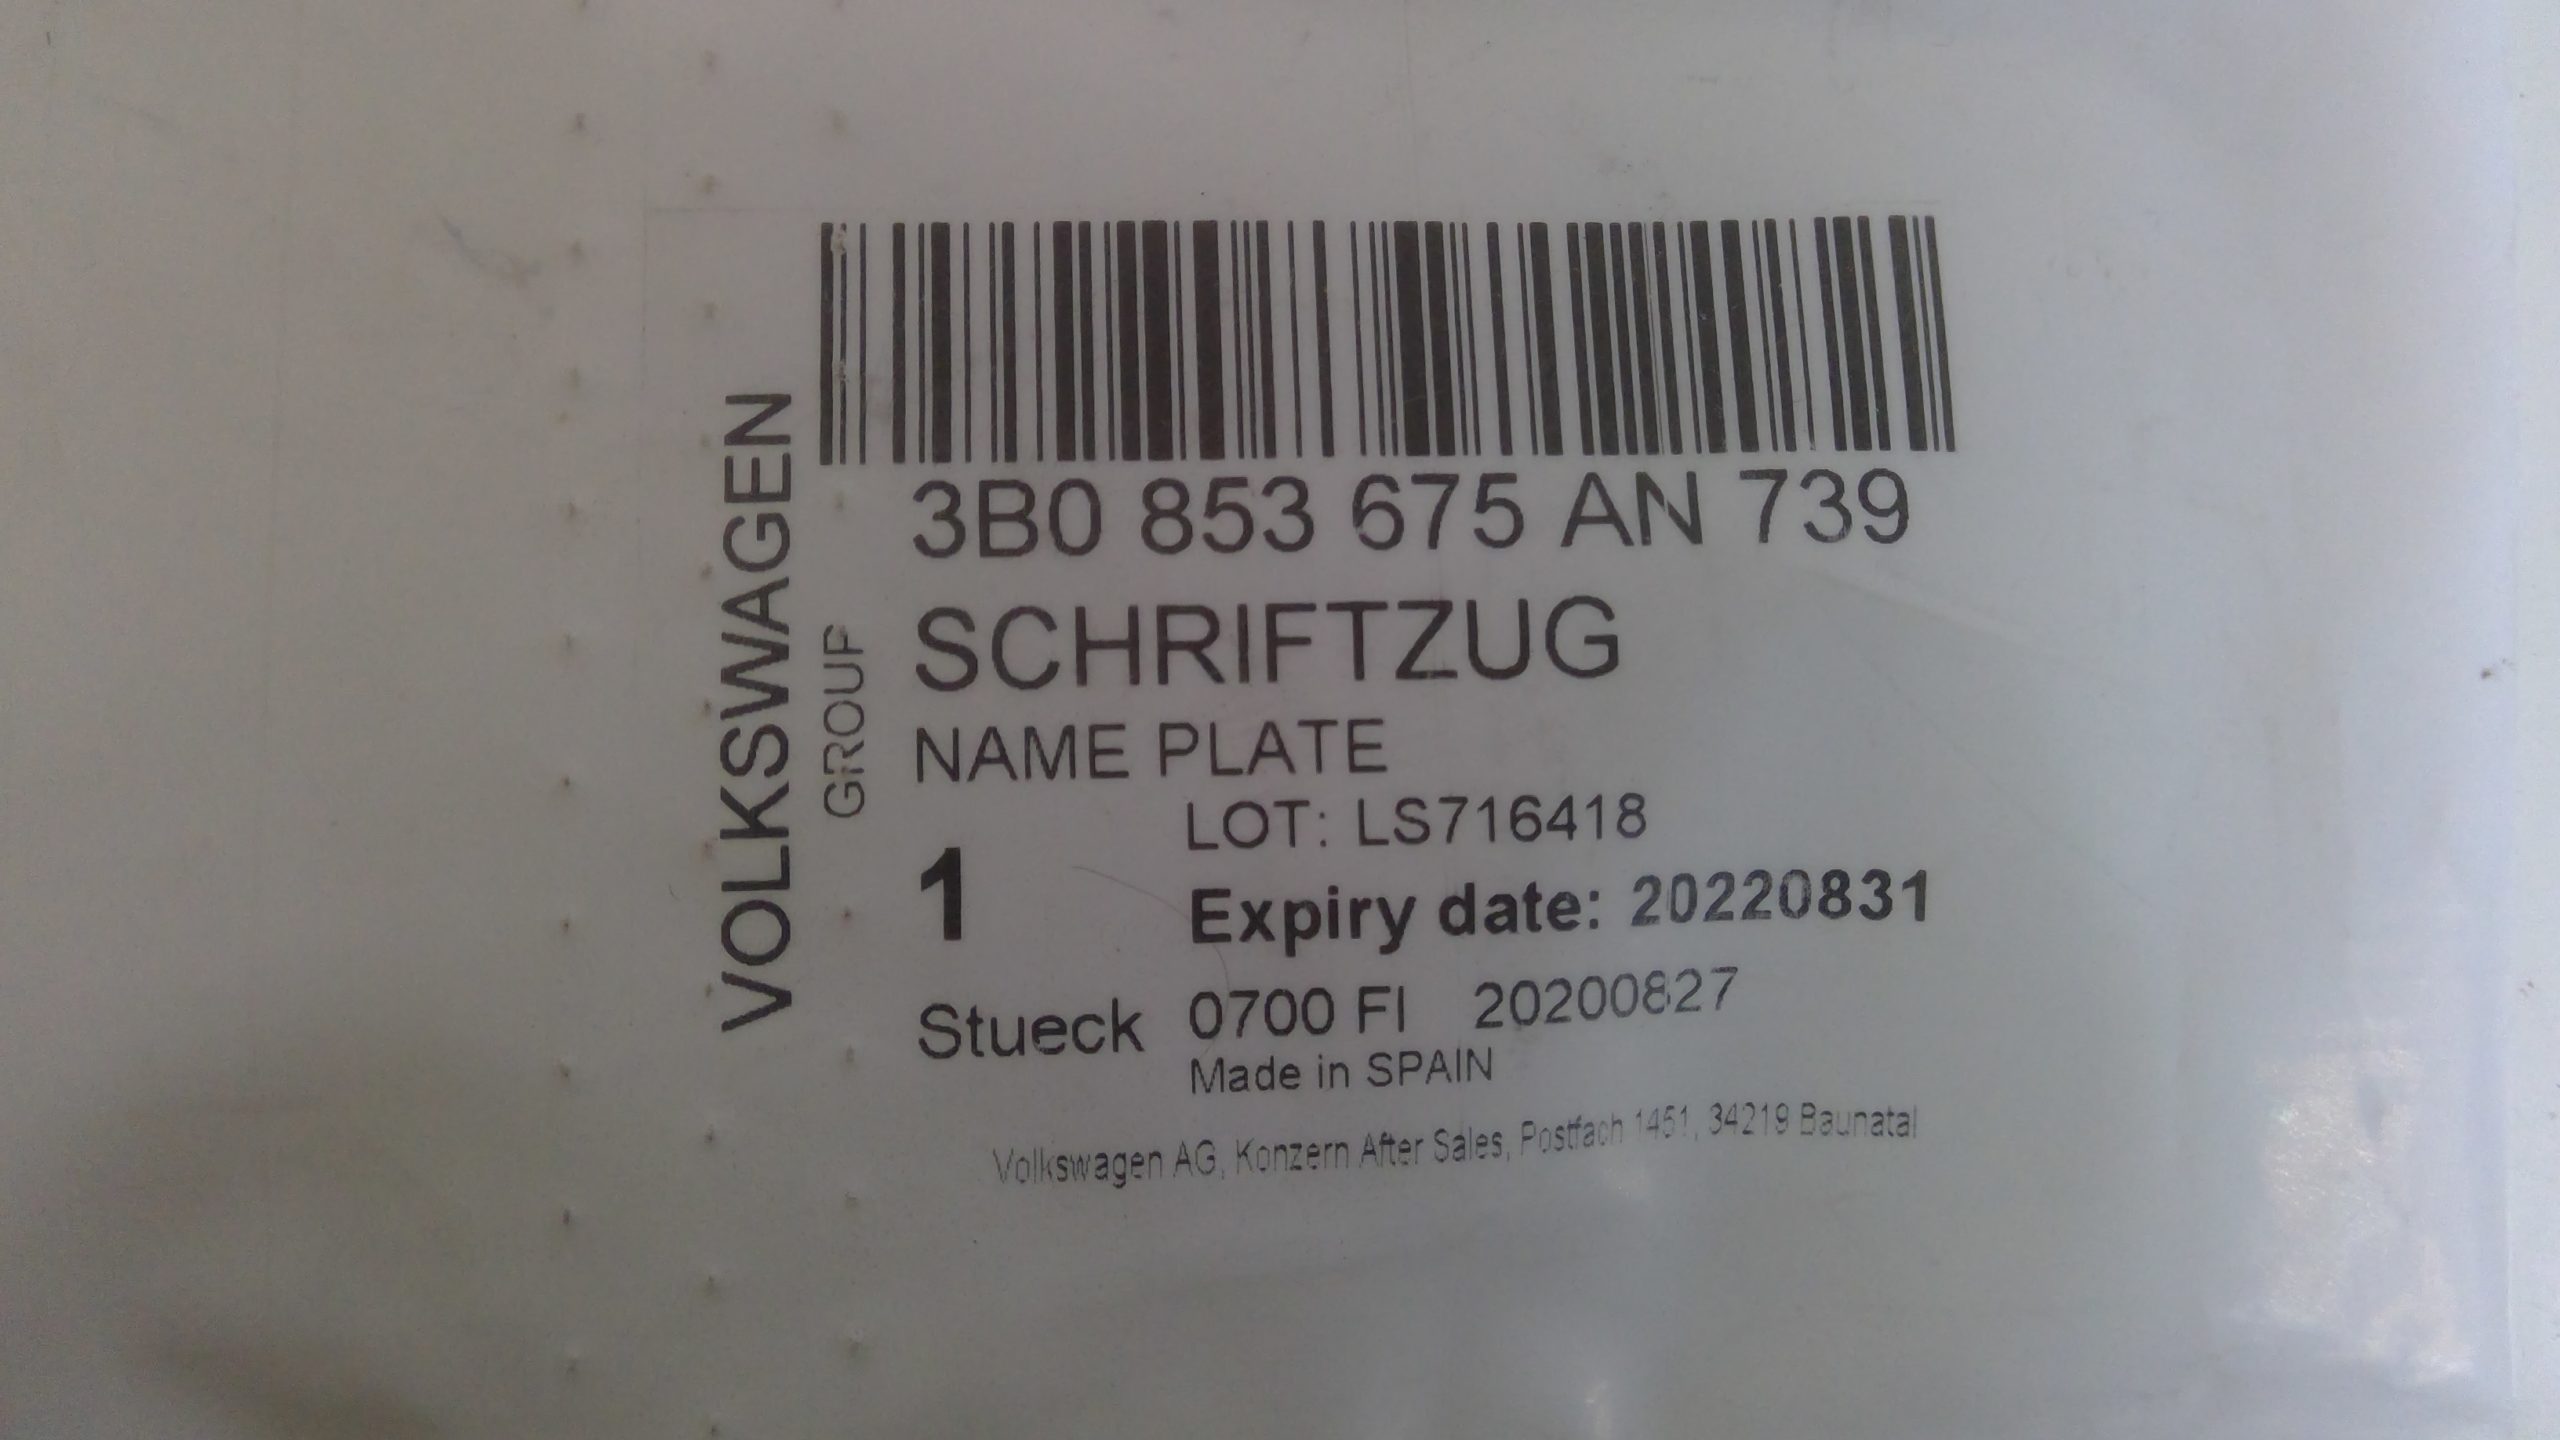 VOLKSWAGEN
GROUP
3B0 853 675 AN 739
SCHRIFTZUG
NAME PLATE
LOT: LS716418
1 Expiry date: 20220831
Stueck 0700 FI 20200827
Made in SPAIN
Volkswagen AG, Konzern After Sales, Postfach 1451, 34219 Baunatal